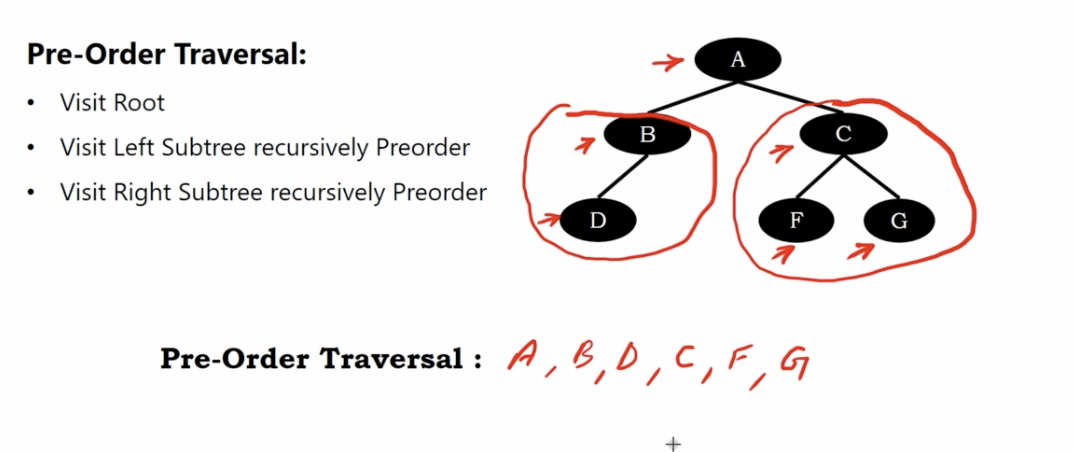 Pre-Order Traversal:
• Visit Root
• Visit Left Subtree recursively Preorder
• Visit Right Subtree recursively Preorder
A
B
C
D
F
G
Pre-Order Traversal : A, B, D, C, F, G